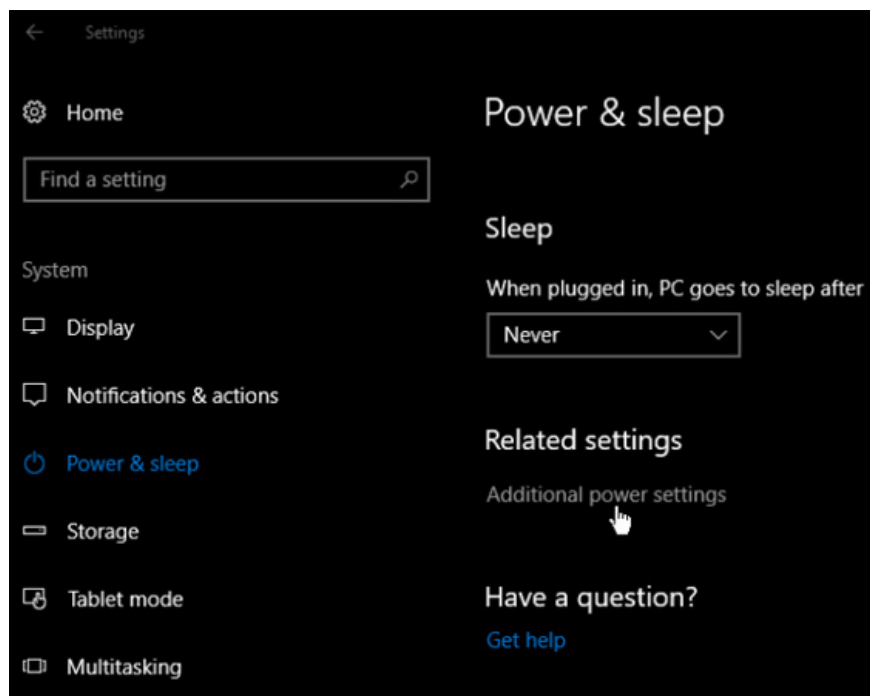 Settings
Home
Find a setting
System
Display
Notifications & actions
Power & sleep
Storage
Tablet mode
Multitasking
Power & sleep
Sleep
When plugged in, PC goes to sleep after
Never
Related settings
Additional power settings
Have a question?
Get help